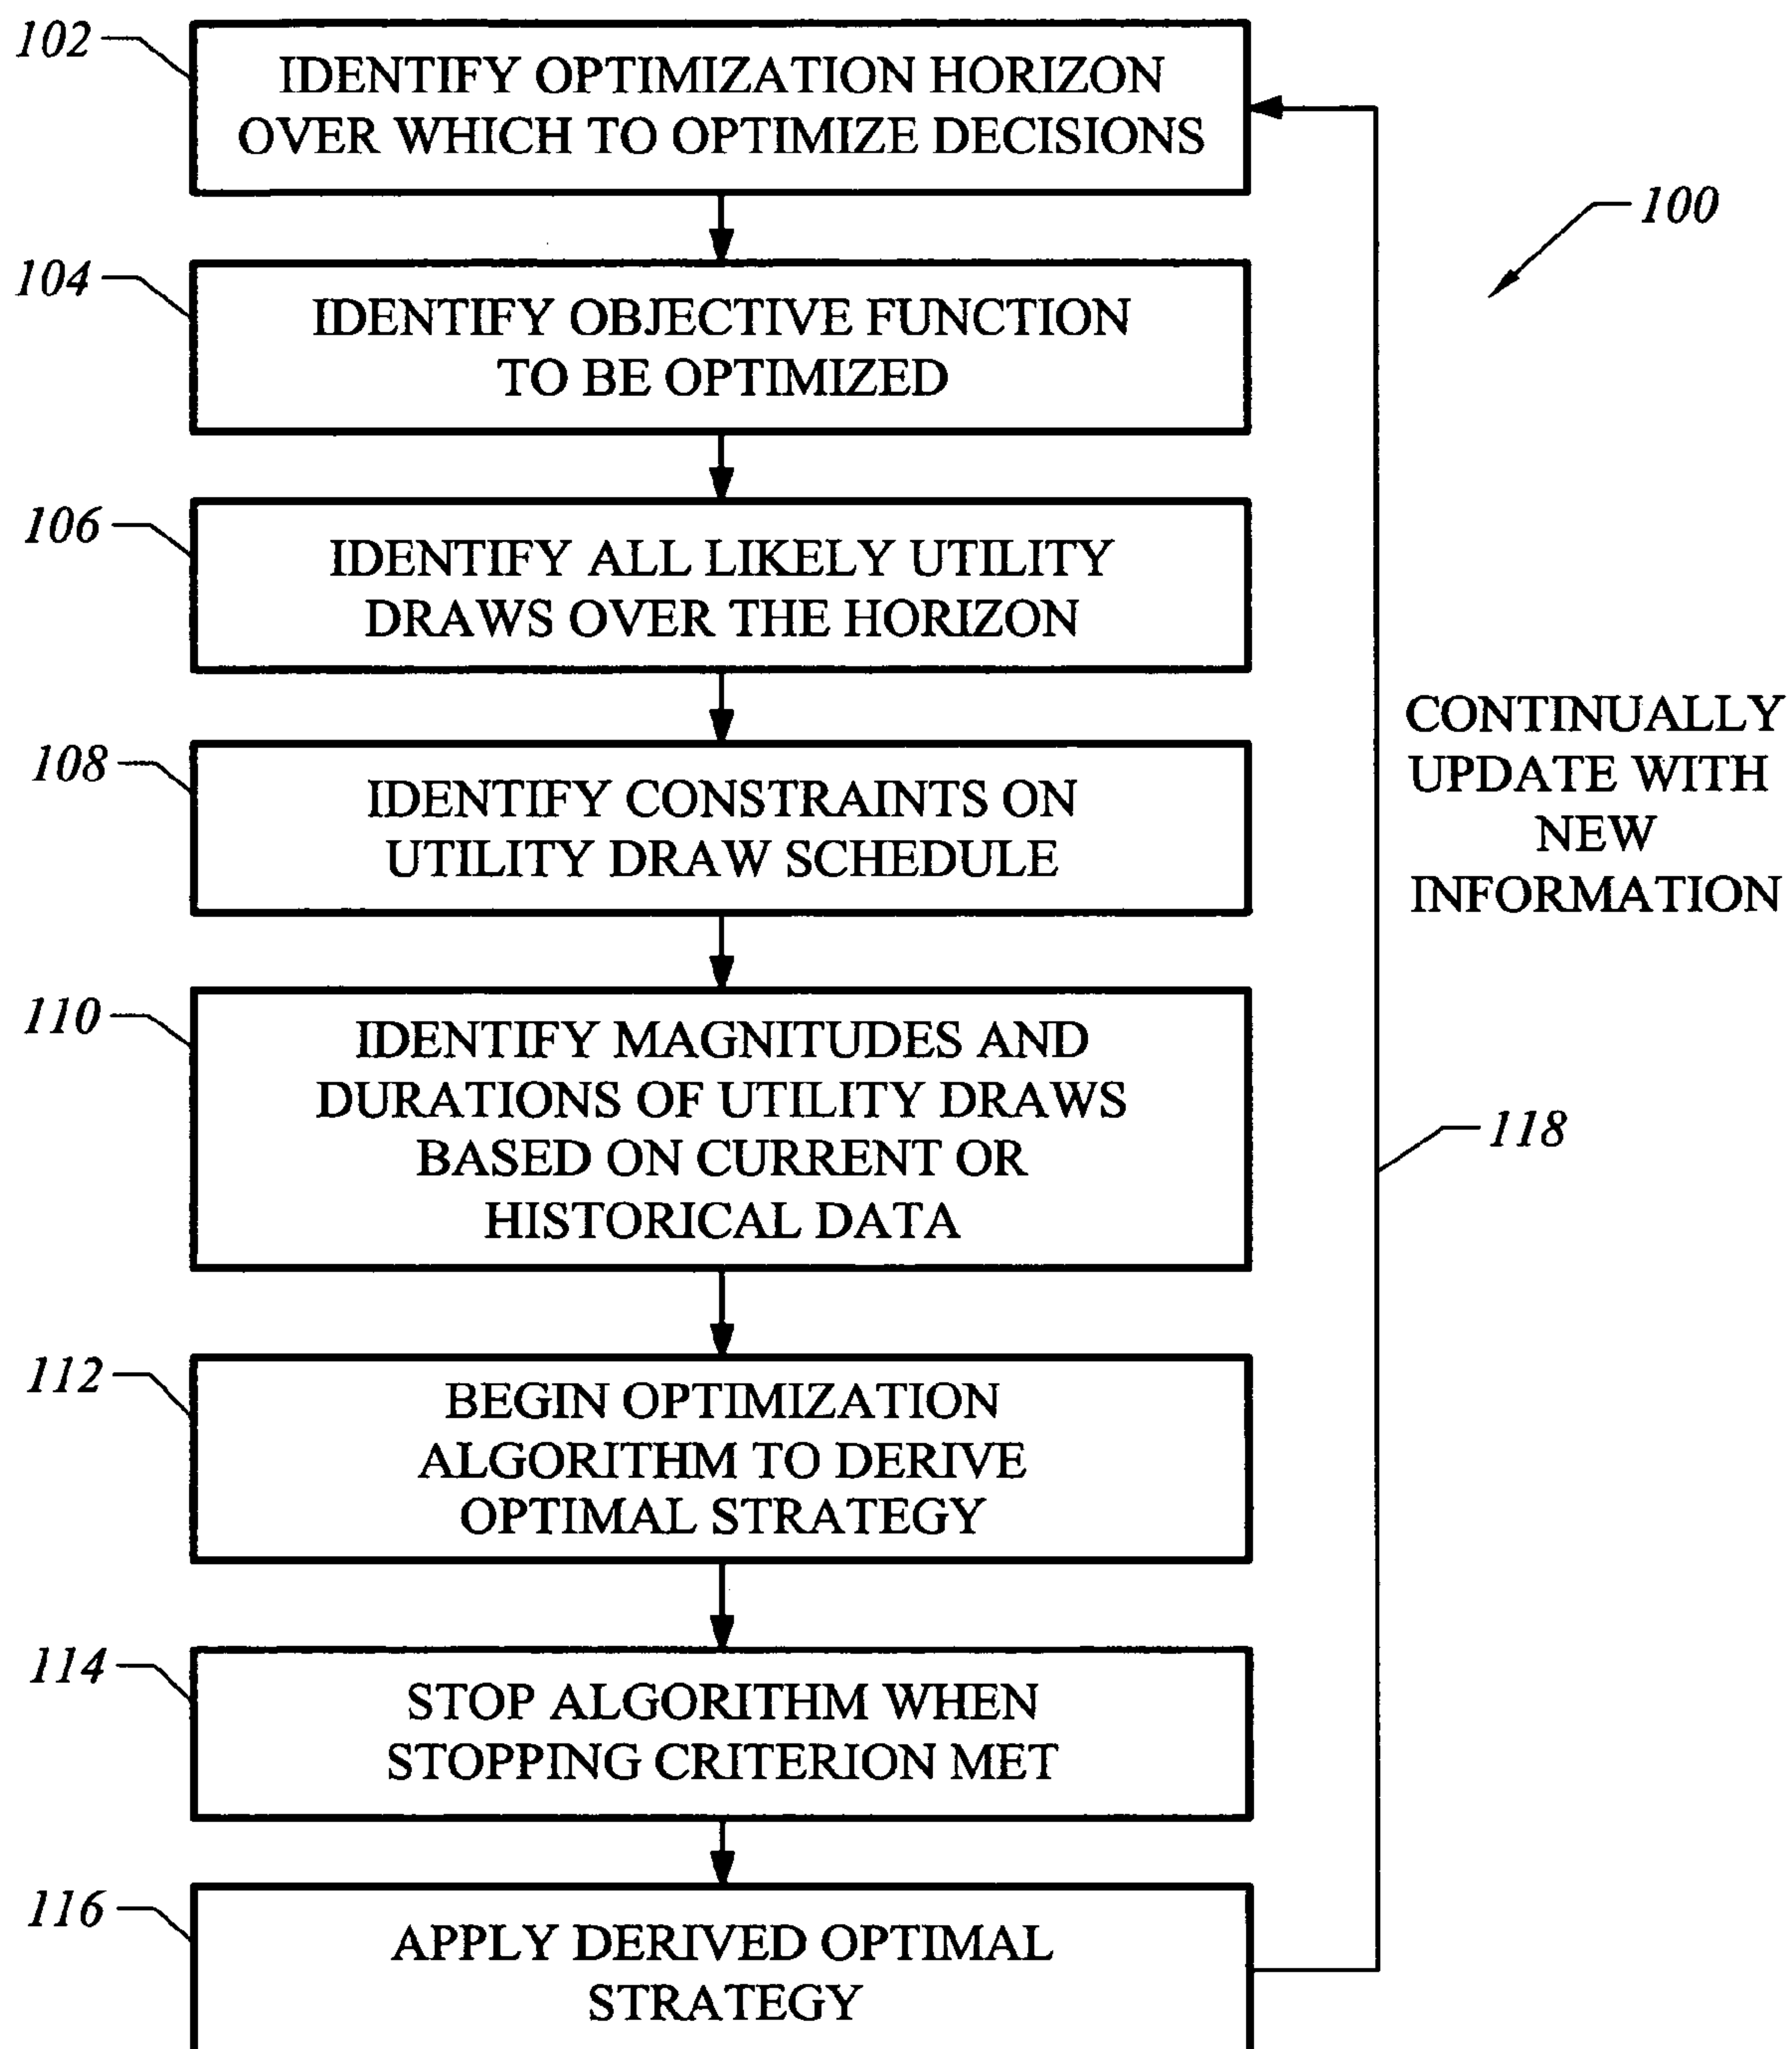 102
IDENTIFY OPTIMIZATION HORIZON
OVER WHICH TO OPTIMIZE DECISIONS
100
104
IDENTIFY OBJECTIVE FUNCTION
TO BE OPTIMIZED
106
IDENTIFY ALL LIKELY UTILITY
DRAWS OVER THE HORIZON
108
IDENTIFY CONSTRAINTS ON
UTILITY DRAW SCHEDULE
CONTINUALLY
UPDATE WITH
NEW
INFORMATION
110
IDENTIFY MAGNITUDES AND
DURATIONS OF UTILITY DRAWS
BASED ON CURRENT OR
HISTORICAL DATA
118
112
BEGIN OPTIMIZATION
ALGORITHM TO DERIVE
OPTIMAL STRATEGY
114
STOP ALGORITHM WHEN
STOPPING CRITERION MET
116
APPLY DERIVED OPTIMAL
STRATEGY